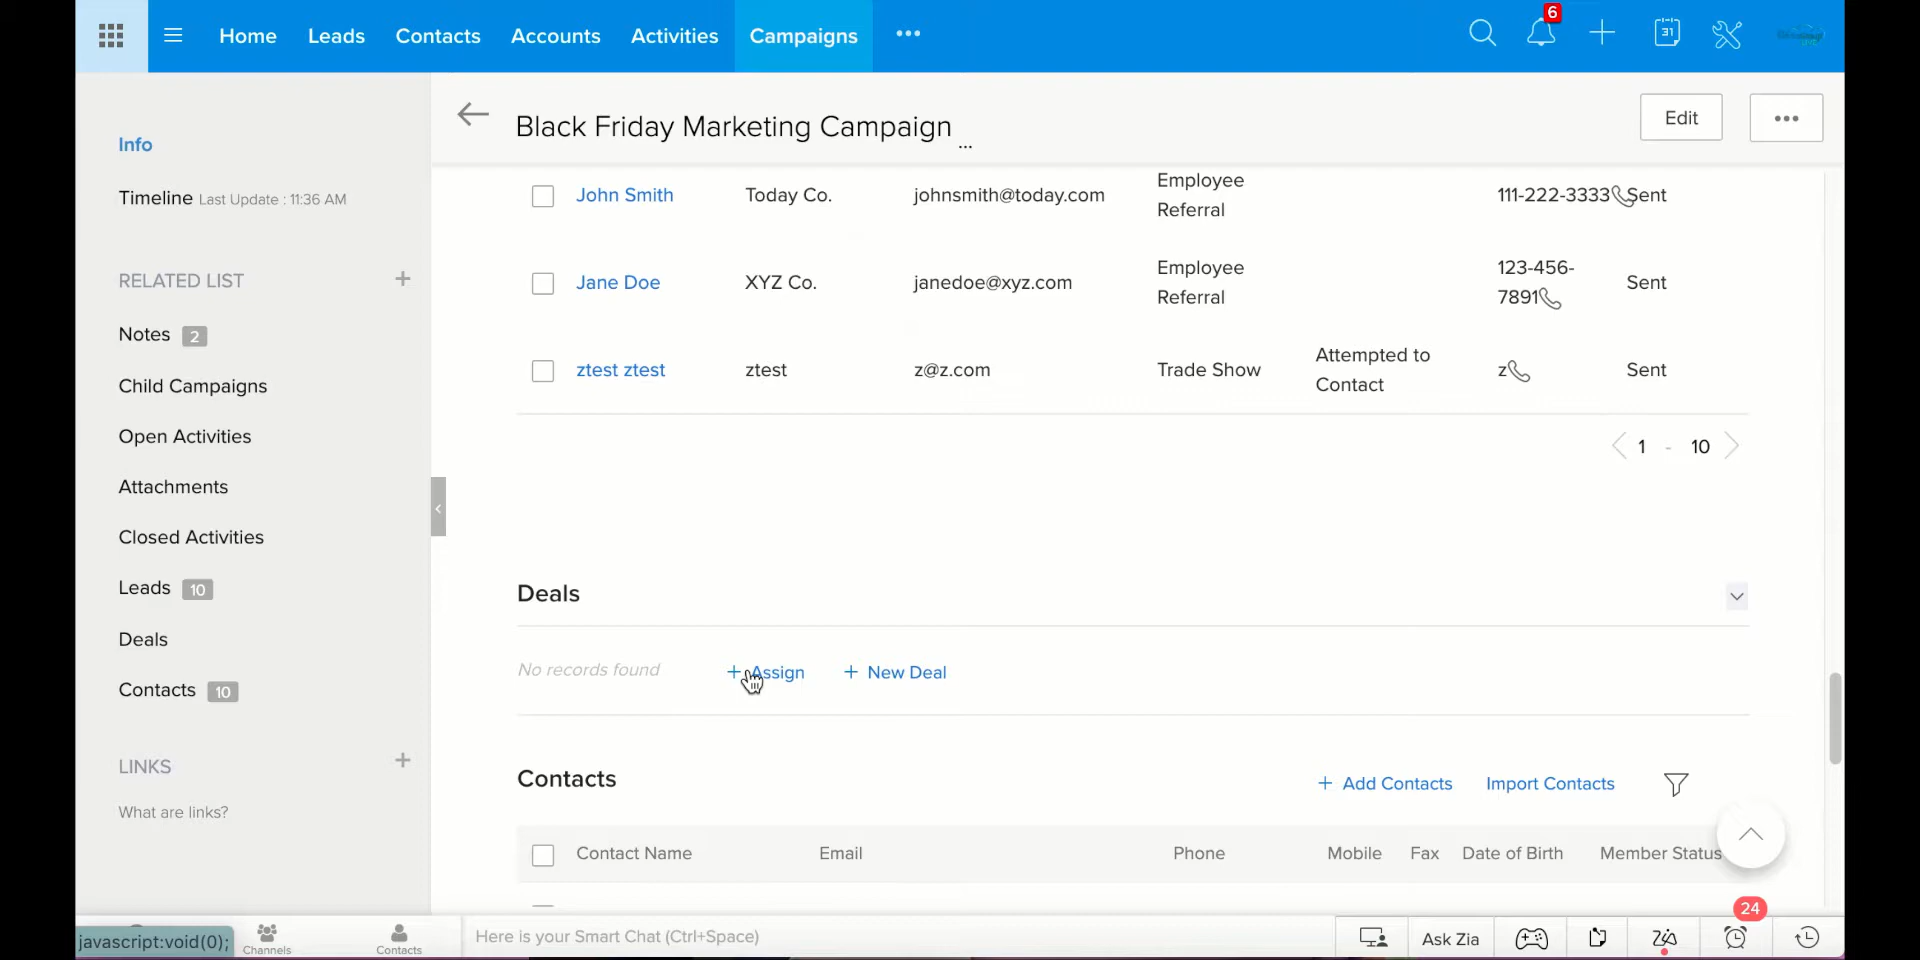 Home Leads Contacts Accounts Activities Campaigns ••• 6 31
Info
Timeline Last Update : 11:36 AM
RELATED LIST +
Notes 2
Child Campaigns
Open Activities
Attachments
Closed Activities
Leads 10
Deals
Contacts 10
LINKS +
What are links?
Black Friday Marketing Campaign ...
Edit •••
John Smith Today Co. johnsmith@today.com Employee Referral 111-222-3333 Sent
Jane Doe XYZ Co. janedoe@xyz.com Employee Referral 123-456-7891 Sent
ztest ztest ztest z@z.com Trade Show Attempted to Contact z Sent
1 - 10
Deals
No records found + Assign + New Deal
Contacts + Add Contacts Import Contacts
Contact Name Email Phone Mobile Fax Date of Birth Member Status
24
javascript:void(0); Channels Contacts Here is your Smart Chat (Ctrl+Space) Ask Zia